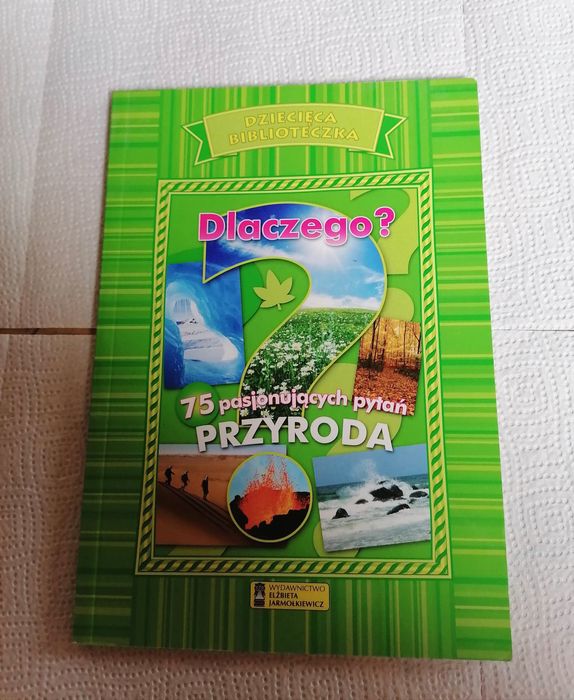 DZIECIĘCA
BIBLIOTECZKA
Dlaczego?
75 pasjonujących pytań
PRZYRODA
WYDAWNICTWO
ELŻBIETA
JARMOŁKIEWICZ